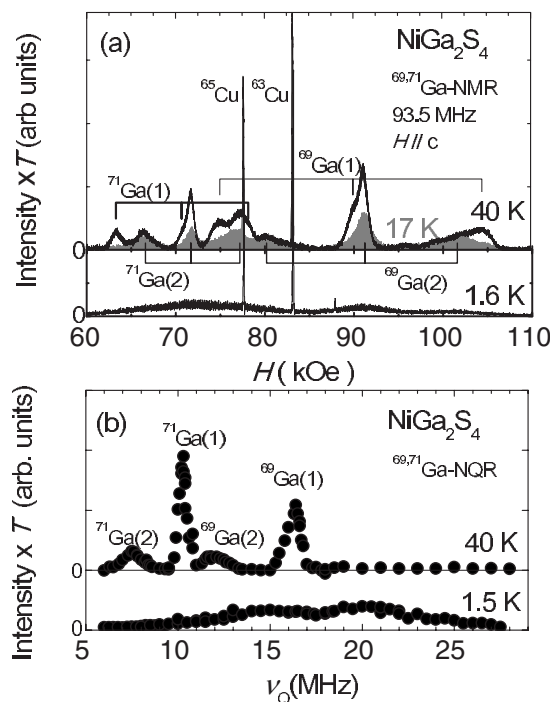 (a)
NiGa₂S₄
⁶⁵Cu ⁶³Cu
⁶⁹,⁷¹Ga-NMR
93.5 MHz
H // c
⁶⁹Ga(1)
⁷¹Ga(1)
17 K
40 K
⁷¹Ga(2)
⁶⁹Ga(2)
1.6 K
0
0
Intensity x T (arb units)
60 70 80 90 100 110
H ( kOe)
(b)
NiGa₂S₄
⁷¹Ga(1)
⁶⁹,⁷¹Ga-NQR
⁶⁹Ga(1)
⁷¹Ga(2)
⁶⁹Ga(2)
40 K
1.5 K
0
0
Intensity x T (arb. units)
5 10 15 20 25
νQ(MHz)